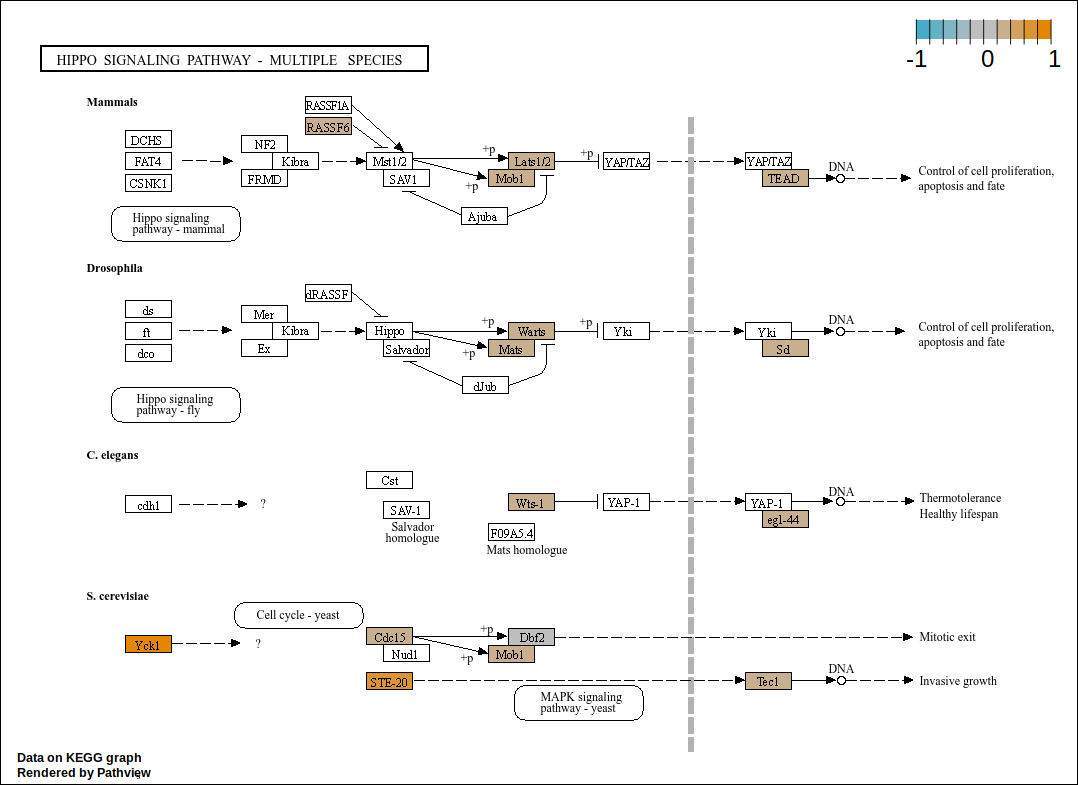 HIPPO SIGNALING PATHWAY - MULTIPLE SPECIES
-1 0 1
Mammals
RASSF1A
RASSF6
DCHS
FAT4
CSNK1
NF2
Kibra
FRMD
Mst1/2
SAV1
+p
+p
Lats1/2
Mob1
Ajuba
+p
YAP/TAZ
YAP/TAZ
TEAD
DNA
Control of cell proliferation,
apoptosis and fate
Hippo signaling
pathway - mammal
Drosophila
dRASSF
ds
ft
dco
Mer
Kibra
Ex
Hippo
Salvador
+p
+p
Warts
Mats
dJub
+p
Yki
Yki
Sd
DNA
Control of cell proliferation,
apoptosis and fate
Hippo signaling
pathway - fly
C. elegans
cdh1
?
Cst
SAV-1
Salvador
homologue
Wts-1
F09A5.4
Mats homologue
YAP-1
YAP-1
egl-44
DNA
Thermotolerance
Healthy lifespan
S. cerevisiae
Cell cycle - yeast
Yck1
?
Cdc15
Nud1
+p
+p
Dbf2
Mob1
Mitotic exit
STE-20
MAPK signaling
pathway - yeast
Tec1
DNA
Invasive growth
Data on KEGG graph
Rendered by Pathview